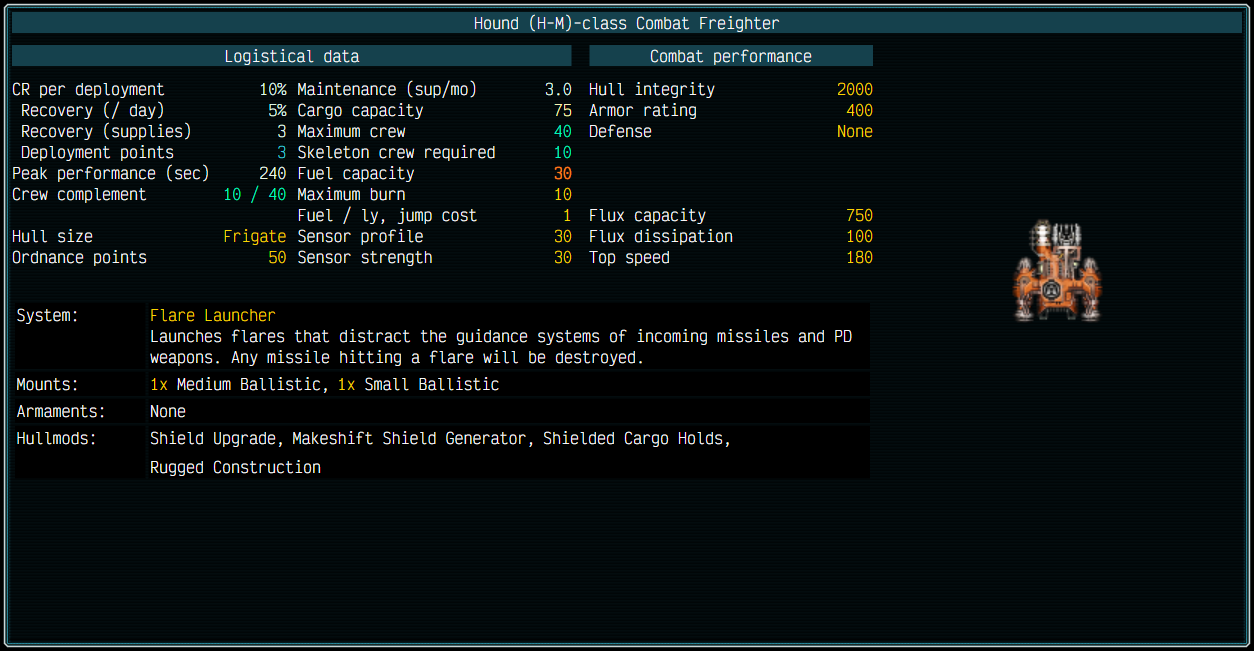 Hound (H-M)-class Combat Freighter
Logistical data
Combat performance
CR per deployment 10% Maintenance (sup/mo) 3.0 Hull integrity 2000
Recovery (/ day) 5% Cargo capacity 75 Armor rating 400
Recovery (supplies) 3 Maximum crew 40 Defense None
Deployment points 3 Skeleton crew required 10
Peak performance (sec) 240 Fuel capacity 30
Crew complement 10 / 40 Maximum burn 10
Fuel / ly, jump cost 1 Flux capacity 750
Hull size Frigate Sensor profile 30 Flux dissipation 100
Ordnance points 50 Sensor strength 30 Top speed 180
System: Flare Launcher
Launches flares that distract the guidance systems of incoming missiles and PD
weapons. Any missile hitting a flare will be destroyed.
Mounts: 1x Medium Ballistic, 1x Small Ballistic
Armaments: None
Hullmods: Shield Upgrade, Makeshift Shield Generator, Shielded Cargo Holds,
Rugged Construction